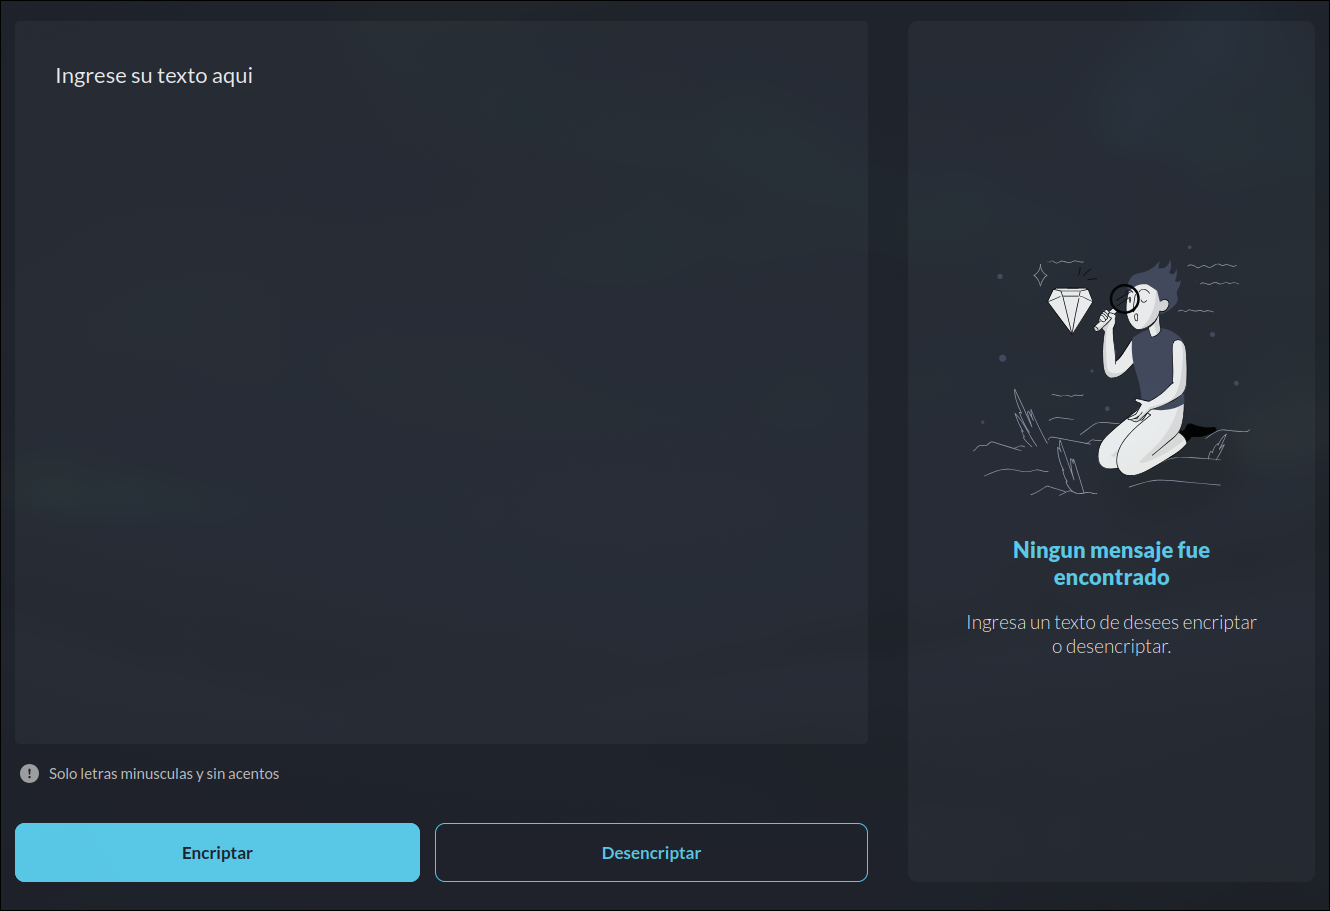 Ingrese su texto aqui
Solo letras minusculas y sin acentos
Encriptar
Desencriptar
Ningun mensaje fue
encontrado
Ingresa un texto de desees encriptar
o desencriptar.